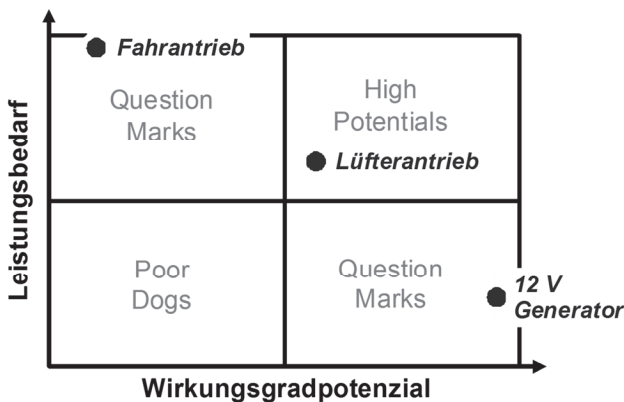 Fahrantrieb
Question
Marks
High
Potentials
Lüfterantrieb
Leistungsbedarf
Poor
Dogs
Question
Marks
12 V
Generator
Wirkungsgradpotenzial